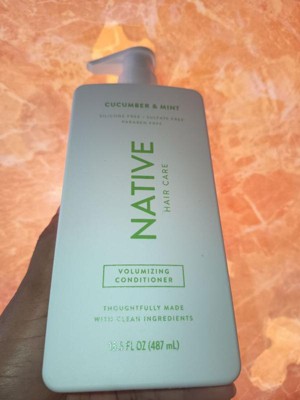 CUCUMBER & MINT
SILICONE FREE • SULFATE FREE
PARABEN FREE
NATIVE
HAIR CARE
VOLUMIZING
CONDITIONER
THOUGHTFULLY MADE
WITH CLEAN INGREDIENTS
FL OZ (487 mL)